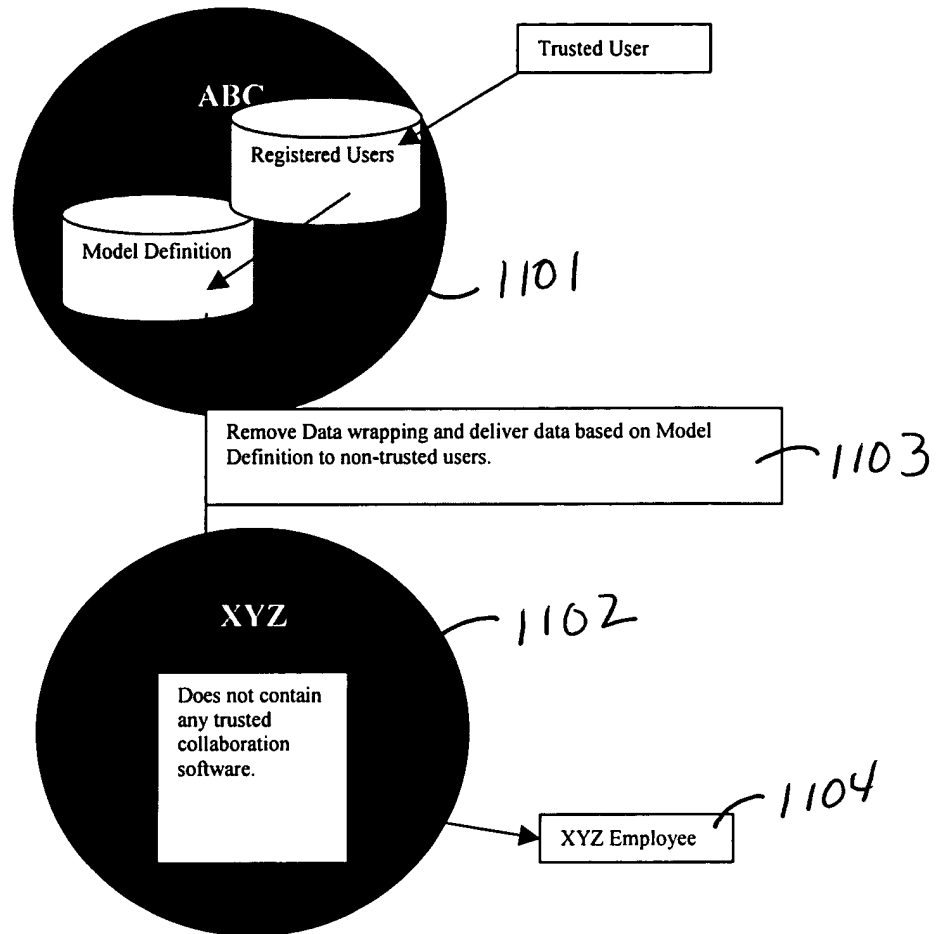 Trusted User
ABC
Registered Users
Model Definition
1101
Remove Data wrapping and deliver data based on Model
Definition to non-trusted users.
1103
XYZ
1102
Does not contain
any trusted
collaboration
software.
1104
XYZ Employee